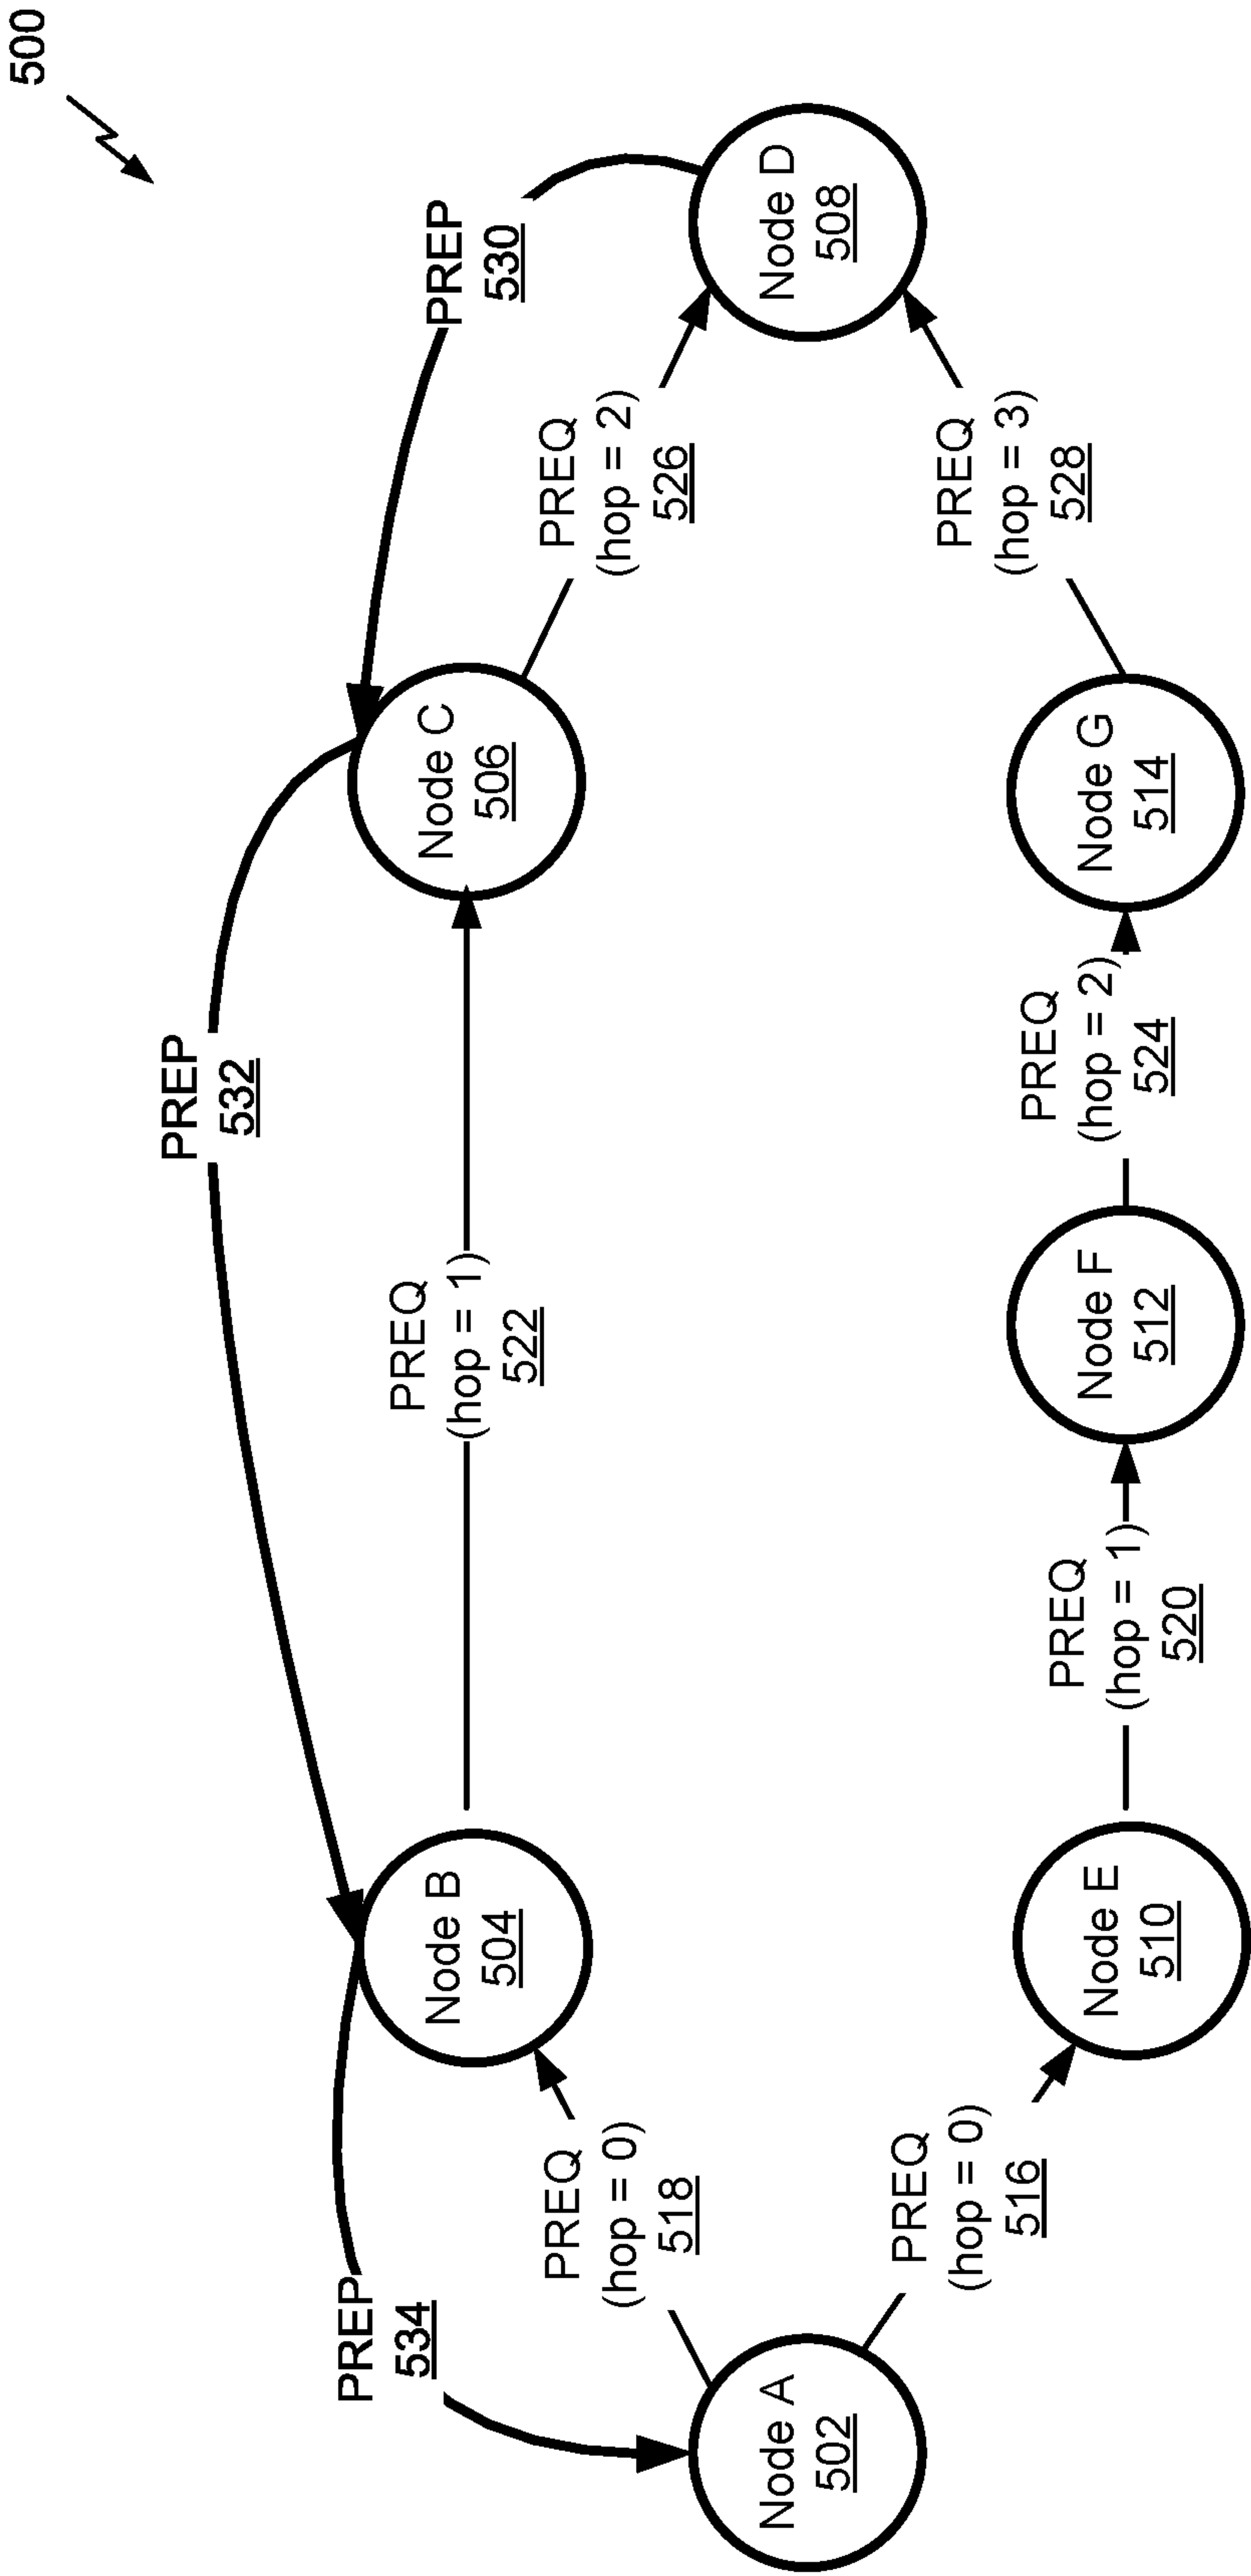 500
PREP
532
PREP
534
PREP
530
Node B
504
PREQ
(hop = 1)
522
Node C
506
PREQ
(hop = 0)
518
PREQ
(hop = 2)
526
Node A
502
Node D
508
PREQ
(hop = 0)
516
PREQ
(hop = 3)
528
Node E
510
PREQ
(hop = 1)
520
Node F
512
PREQ
(hop = 2)
524
Node G
514